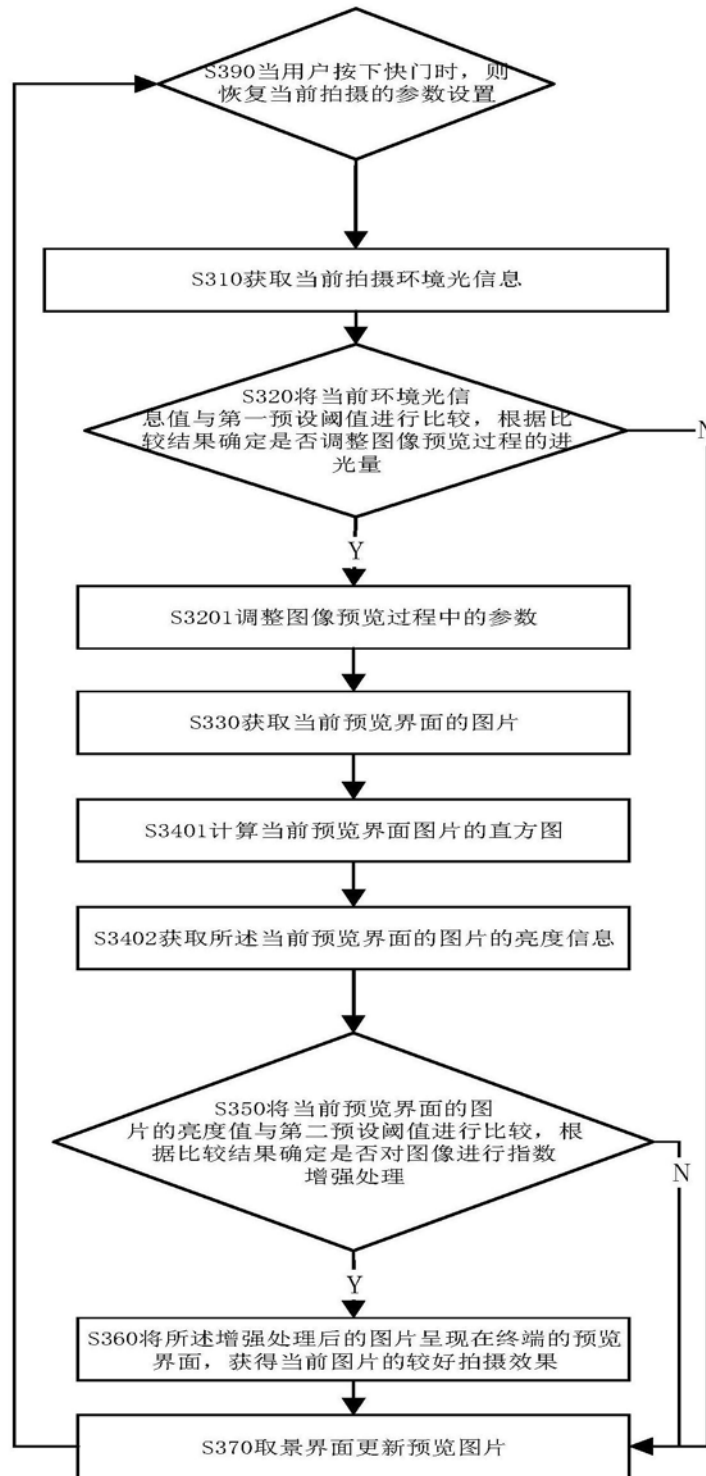 S390当用户按下快门时，则
恢复当前拍摄的参数设置
S310获取当前拍摄环境光信息
S320将当前环境光信
息值与第一预设阈值进行比较，根据比
较结果确定是否调整图像预览过程的进
光量
N
Y
S3201调整图像预览过程中的参数
S330获取当前预览界面的图片
S3401计算当前预览界面图片的直方图
S3402获取所述当前预览界面的图片的亮度信息
S350将当前预览界面的图
片的亮度值与第二预设阈值进行比较，根
据比较结果确定是否对图像进行指数
增强处理
N
Y
S360将所述增强处理后的图片呈现在终端的预览
界面，获得当前图片的较好拍摄效果
S370取景界面更新预览图片